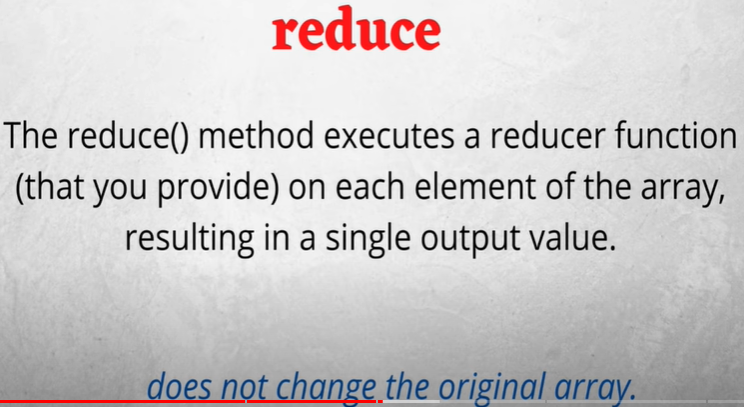 reduce
The reduce() method executes a reducer function
(that you provide) on each element of the array,
resulting in a single output value.
does not change the original array.